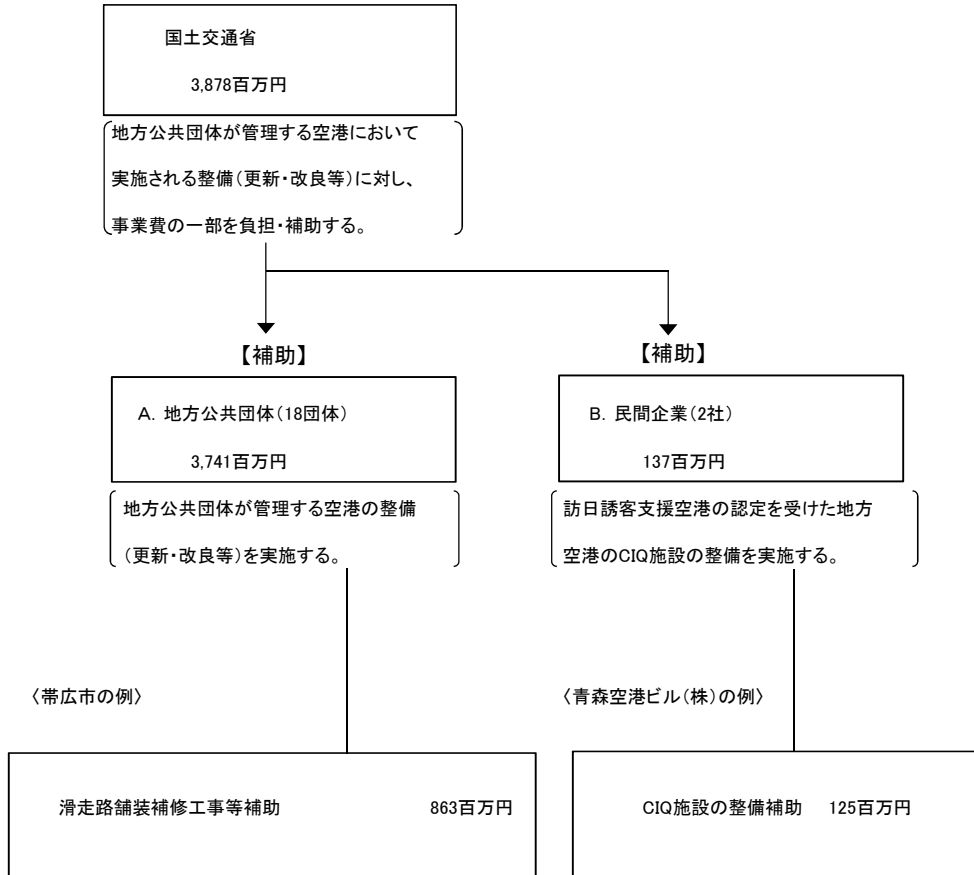 国土交通省
3,878百万円
地方公共団体が管理する空港において
実施される整備(更新・改良等)に対し、
事業費の一部を負担・補助する。
【補助】
A. 地方公共団体(18団体)
3,741百万円
地方公共団体が管理する空港の整備
(更新・改良等)を実施する。
〈帯広市の例〉
滑走路舗装補修工事等補助 863百万円
【補助】
B. 民間企業(2社)
137百万円
訪日誘客支援空港の認定を受けた地方
空港のCIQ施設の整備を実施する。
〈青森空港ビル(株)の例〉
CIQ施設の整備補助 125百万円